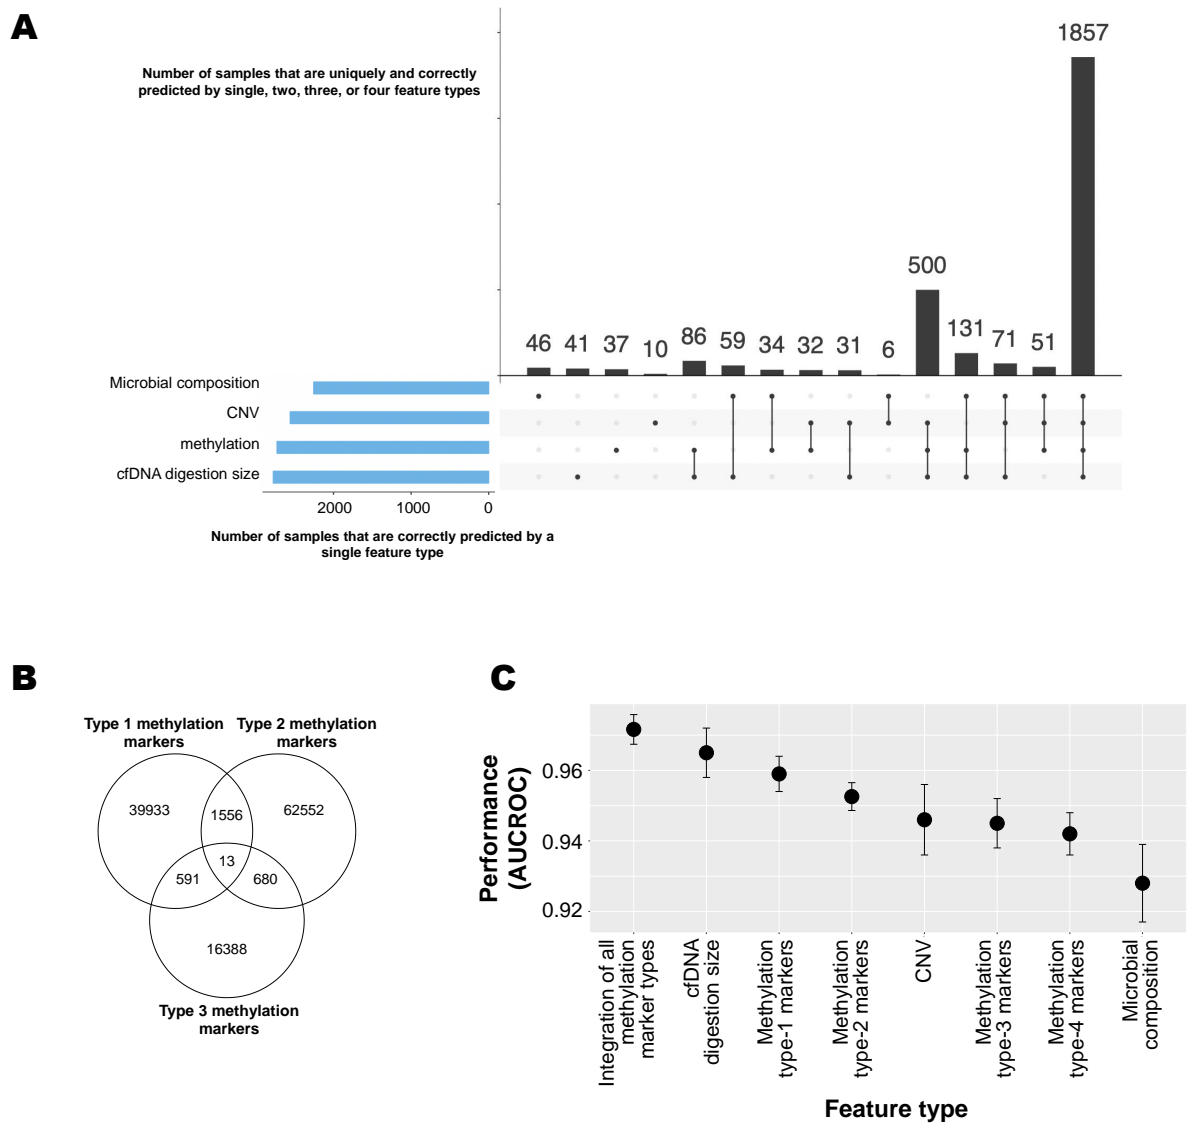 A
Number of samples that are uniquely and correctly
predicted by single, two, three, or four feature types
1857
500
46 41 37 10 86 59 34 32 31 6 131 71 51
Microbial composition
CNV
methylation
cfDNA digestion size
2000 1000 0
Number of samples that are correctly predicted by a
single feature type
B
Type 1 methylation
markers
Type 2 methylation
markers
39933
1556
62552
13
591
680
16388
Type 3 methylation
markers
C
Performance
(AUCROC)
0.96
0.94
0.92
Integration of all
methylation
marker types
cfDNA
digestion size
Methylation
type-1 markers
Methylation
type-2 markers
CNV
Methylation
type-3 markers
Methylation
type-4 markers
Microbial
composition
Feature type